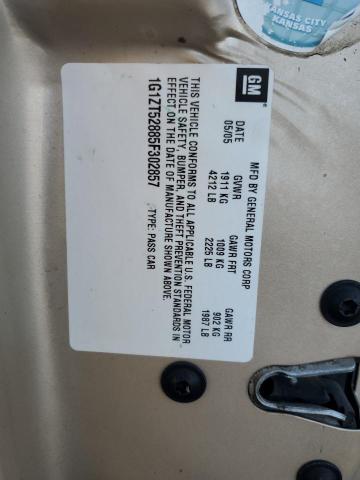 KANSAS CITY
KANSAS
GM
MFD BY GENERAL MOTORS CORP
DATE GVWR GAWR FRT GAWR RR
05/05 1911 KG 1009 KG 902 KG
4212 LB 2225 LB 1987 LB
THIS VEHICLE CONFORMS TO ALL APPLICABLE U.S. FEDERAL MOTOR
VEHICLE SAFETY, BUMPER, AND THEFT PREVENTION STANDARDS IN
EFFECT ON THE DATE OF MANUFACTURE SHOWN ABOVE.
1G1ZT52885F302857 TYPE: PASS CAR